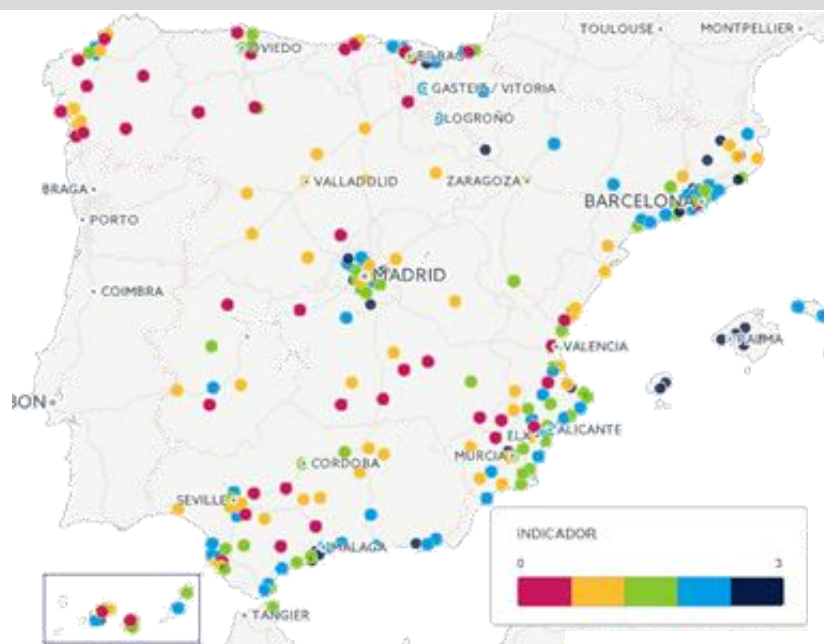 TOULOUSE
MONTPELLIER
OVIEDO
BILBAO
GASTEIZ / VITORIA
LOGROÑO
BRAGA
VALLADOLID
ZARAGOZA
BARCELONA
PORTO
MADRID
COIMBRA
VALENCIA
PALMA
BON
ELX
ALICANTE
MURCIA
CORDOBA
SEVILLE
MALAGA
TANGIER
INDICADOR
0 3